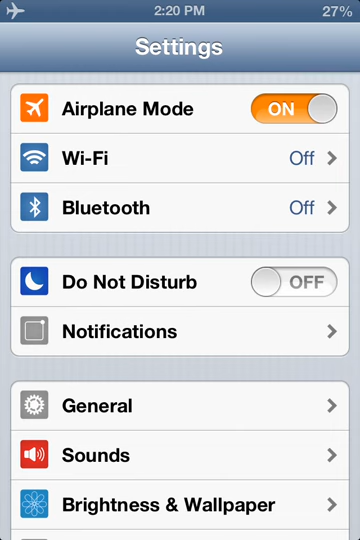 2:20 PM 27%
Settings
Airplane Mode ON
Wi-Fi Off
Bluetooth Off
Do Not Disturb OFF
Notifications
General
Sounds
Brightness & Wallpaper